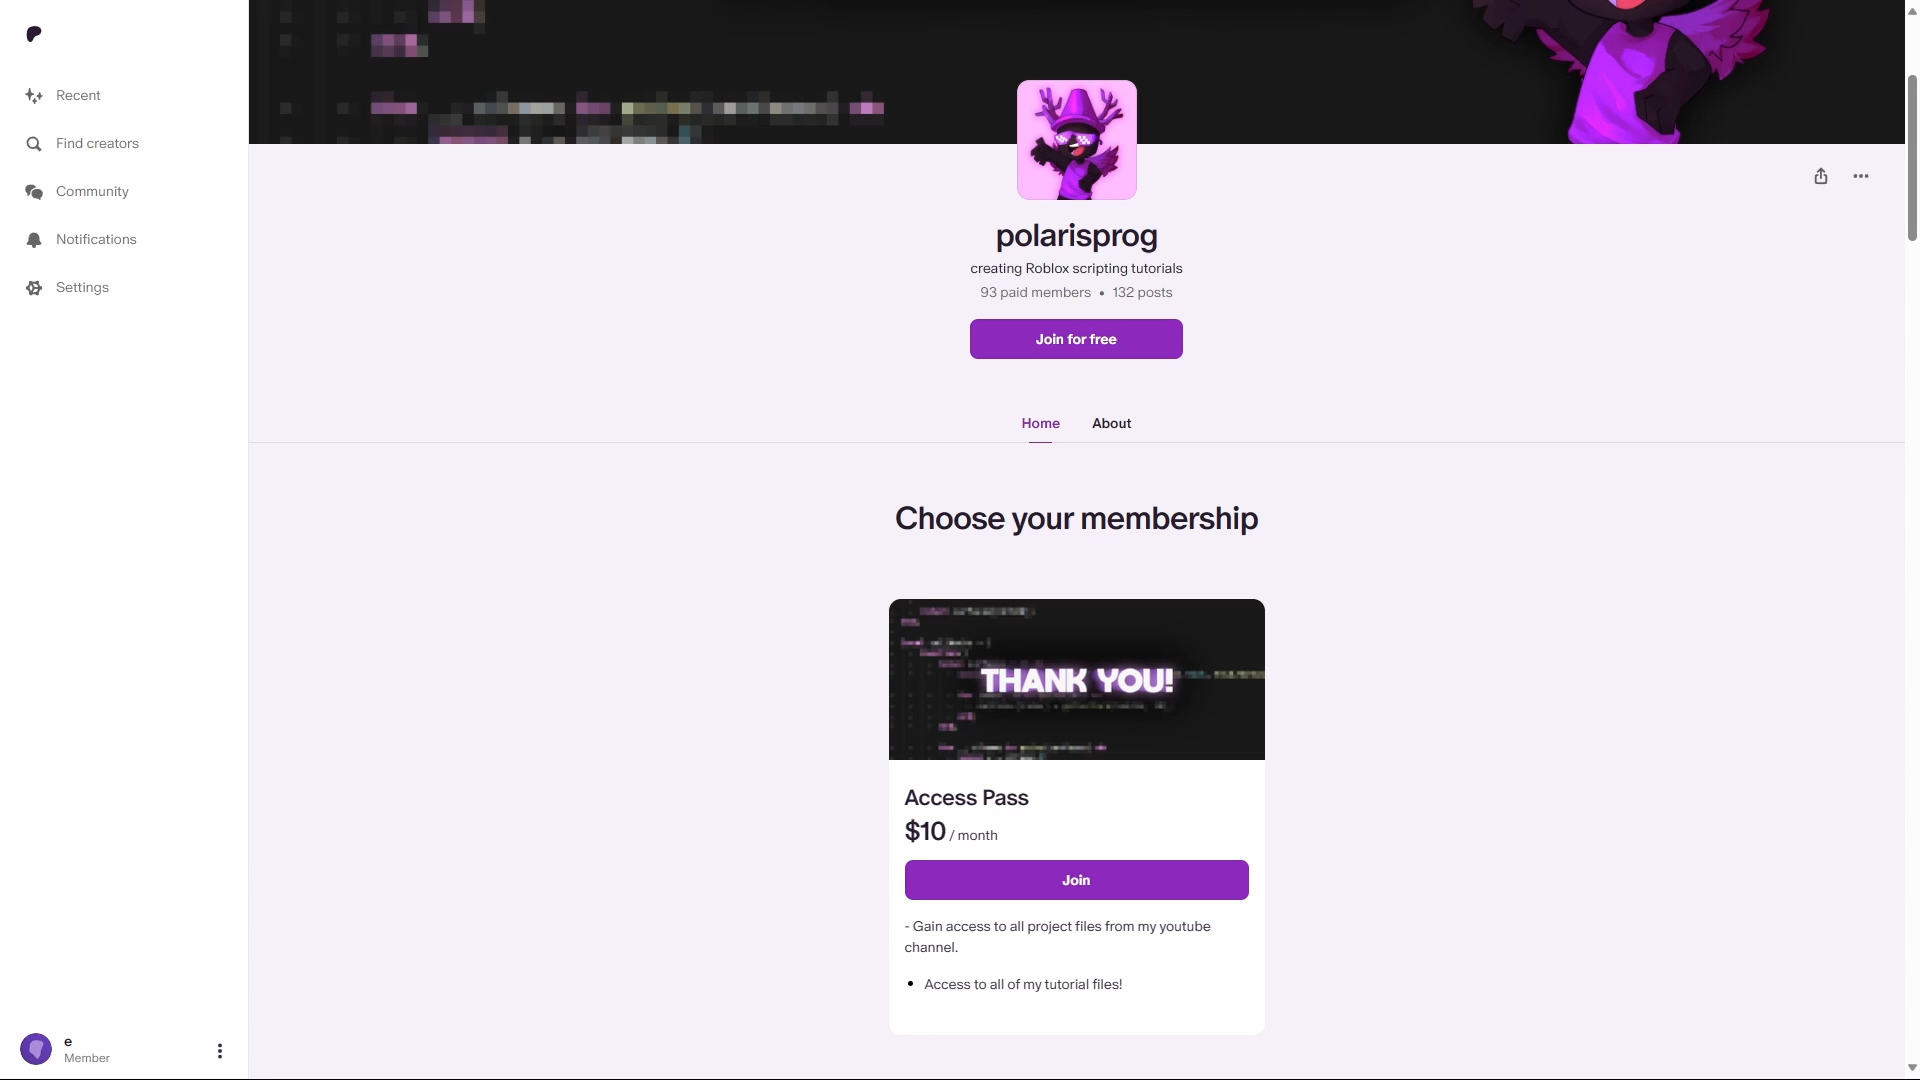 Recent
Find creators
Community
Notifications
Settings
polarisprog
creating Roblox scripting tutorials
93 paid members • 132 posts
Join for free
Home
About
Choose your membership
THANK YOU!
Access Pass
$10 / month
Join
- Gain access to all project files from my youtube
channel.
• Access to all of my tutorial files!
e
Member